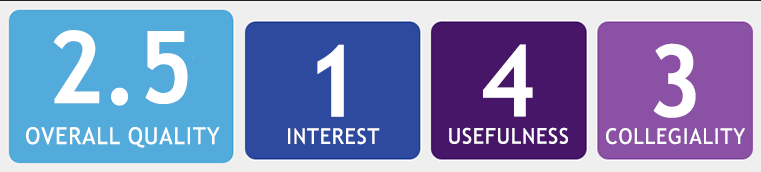 2.5
OVERALL QUALITY
1
INTEREST
4
USEFULNESS
3
COLLEGIALITY